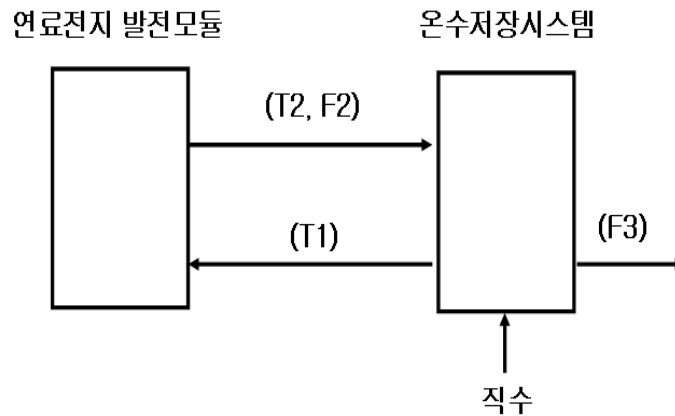 연료전지 발전모듈
온수저장시스템
(T2, F2)
(T1)
(F3)
직수